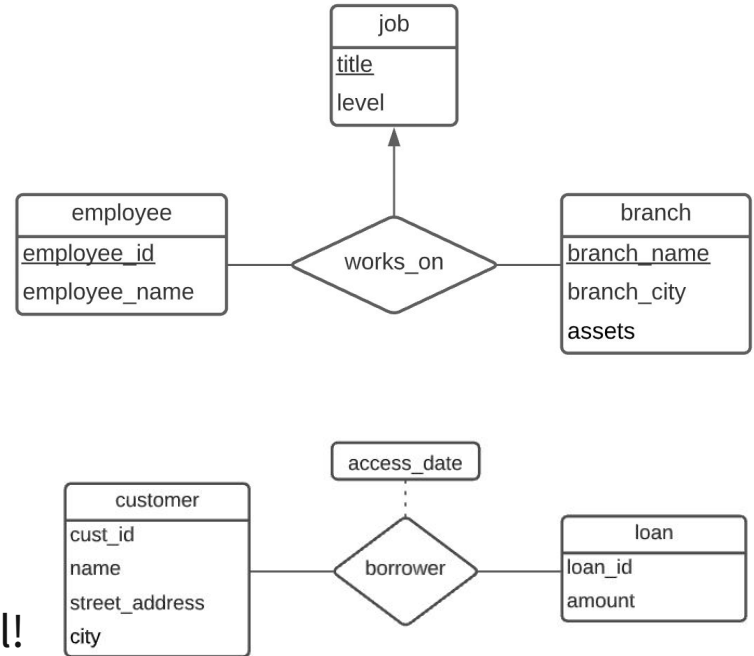 job
title
level
employee
employee_id
employee_name
works_on
branch
branch_name
branch_city
assets
access_date
customer
cust_id
name
street_address
city
borrower
loan
loan_id
amount
l!